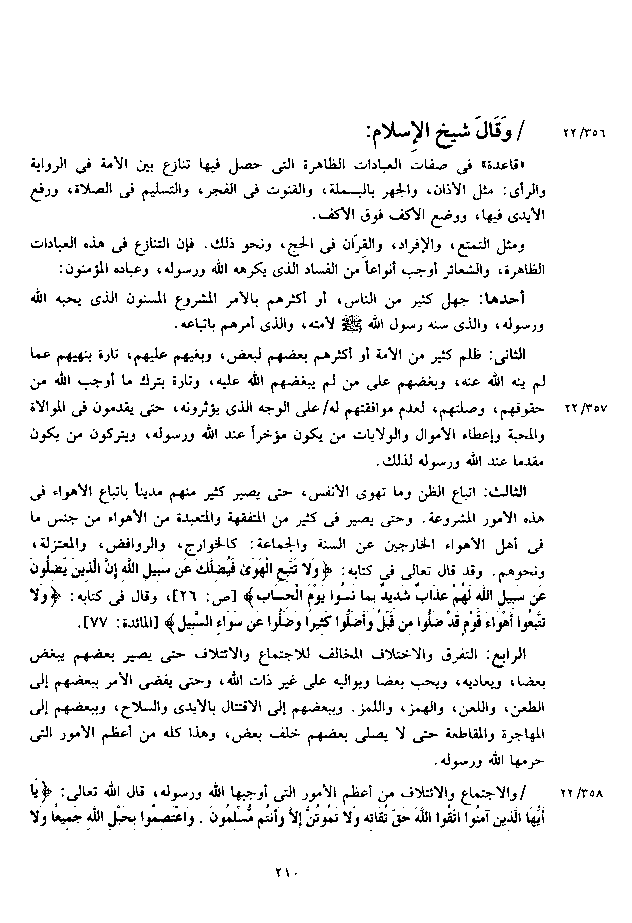 ٢٢/٣٥٦ / وَقَالَ شيخ الإسلام:
«قاعدة» فى صفات العبادات الظاهرة التى حصل فيها تنازع بين الأمة فى الرواية
والرأى: مثل الأذان، والجهر بالبسملة، والقنوت فى الفجر، والتسليم فى الصلاة، ورفع
الأيدى فيها، ووضع الأكف فوق الأكف.
ومثل التمتع، والإفراد، والقرآن فى الحج، ونحو ذلك. فإن التنازع فى هذه العبادات
الظاهرة، والشعائر أوجب أنواعاً من الفساد الذى يكرهه الله ورسوله، وعباده المؤمنون:
أحدها: جهل كثير من الناس، أو أكثرهم بالأمر المشروع المسنون الذى يحبه الله
ورسوله، والذى سنه رسول الله ﷺ لأمته، والذى أمرهم باتباعه.
الثانى: ظلم كثير من الأمة أو أكثرهم بعضهم لبعض، وبغيهم عليهم، تارة بنهيهم عما
لم ينه الله عنه، وبغضهم على من لم يبغضهم الله عليه، وتارة بترك ما أوجب الله من
٢٢/٣٥٧ حقوقهم، وصلتهم، لعدم موافقتهم له/ على الوجه الذى يؤثرونه، حتى يقدمون فى الموالاة
والمحبة وإعطاء الأموال والولايات من يكون مؤخراً عند الله ورسوله، ويتركون من يكون
مقدما عند الله ورسوله لذلك.
الثالث: اتباع الظن وما تهوى الأنفس، حتى يصير كثير منهم مديناً باتباع الأهواء فى
هذه الأمور المشروعة. وحتى يصير فى كثير من المتفقهة والمتعبدة من الأهواء من جنس ما
فى أهل الأهواء الخارجين عن السنة والجماعة: كالخوارج، والروافض، والمعتزلة،
ونحوهم. وقد قال تعالى فى كتابه: ﴿وَلا تَتَّبِعِ الْهَوَىٰ فَيُضِلَّكَ عَن سَبِيلِ اللَّهِ إِنَّ الَّذِينَ يَضِلُّونَ
عَن سَبِيلِ اللَّهِ لَهُمْ عَذَابٌ شَدِيدٌ بِمَا نَسُوا يَوْمَ الْحِسَابِ﴾ [ص: ٢٦]، وقال فى كتابه: ﴿وَلا
تَتَّبِعُوا أَهْوَاءَ قَوْمٍ قَدْ ضَلُّوا مِن قَبْلُ وَأَضَلُّوا كَثِيرًا وَضَلُّوا عَن سَوَاءِ السَّبِيلِ﴾ [المائدة: ٧٧].
الرابع: التفرق والاختلاف المخالف للاجتماع والائتلاف حتى يصير بعضهم يبغض
بعضا، ويعاديه، ويحب بعضا ويواليه على غير ذات الله، وحتى يفضى الأمر ببعضهم إلى
الطعن، واللعن، والهمز، واللمز. وببعضهم إلى الاقتتال بالأيدى والسلاح، وببعضهم إلى
المهاجرة والمقاطعة حتى لا يصلى بعضهم خلف بعض، وهذا كله من أعظم الأمور التى
حرمها الله ورسوله.
٢٢/٣٥٨ / والاجتماع والائتلاف من أعظم الأمور التى أوجبها الله ورسوله، قال الله تعالى: ﴿يَا
أَيُّهَا الَّذِينَ آمَنُوا اتَّقُوا اللَّهَ حَقَّ تُقَاتِهِ وَلا تَمُوتُنَّ إِلاَّ وَأَنتُم مُّسْلِمُونَ . وَاعْتَصِمُوا بِحَبْلِ اللَّهِ جَمِيعًا وَلا
٢١٠